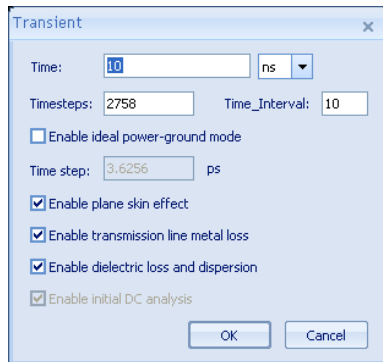 Transient
Time: 10 ns
Timesteps: 2758 Time_Interval: 10
Enable ideal power-ground mode
Time step: 3.6256 ps
Enable plane skin effect
Enable transmission line metal loss
Enable dielectric loss and dispersion
Enable initial DC analysis
OK Cancel